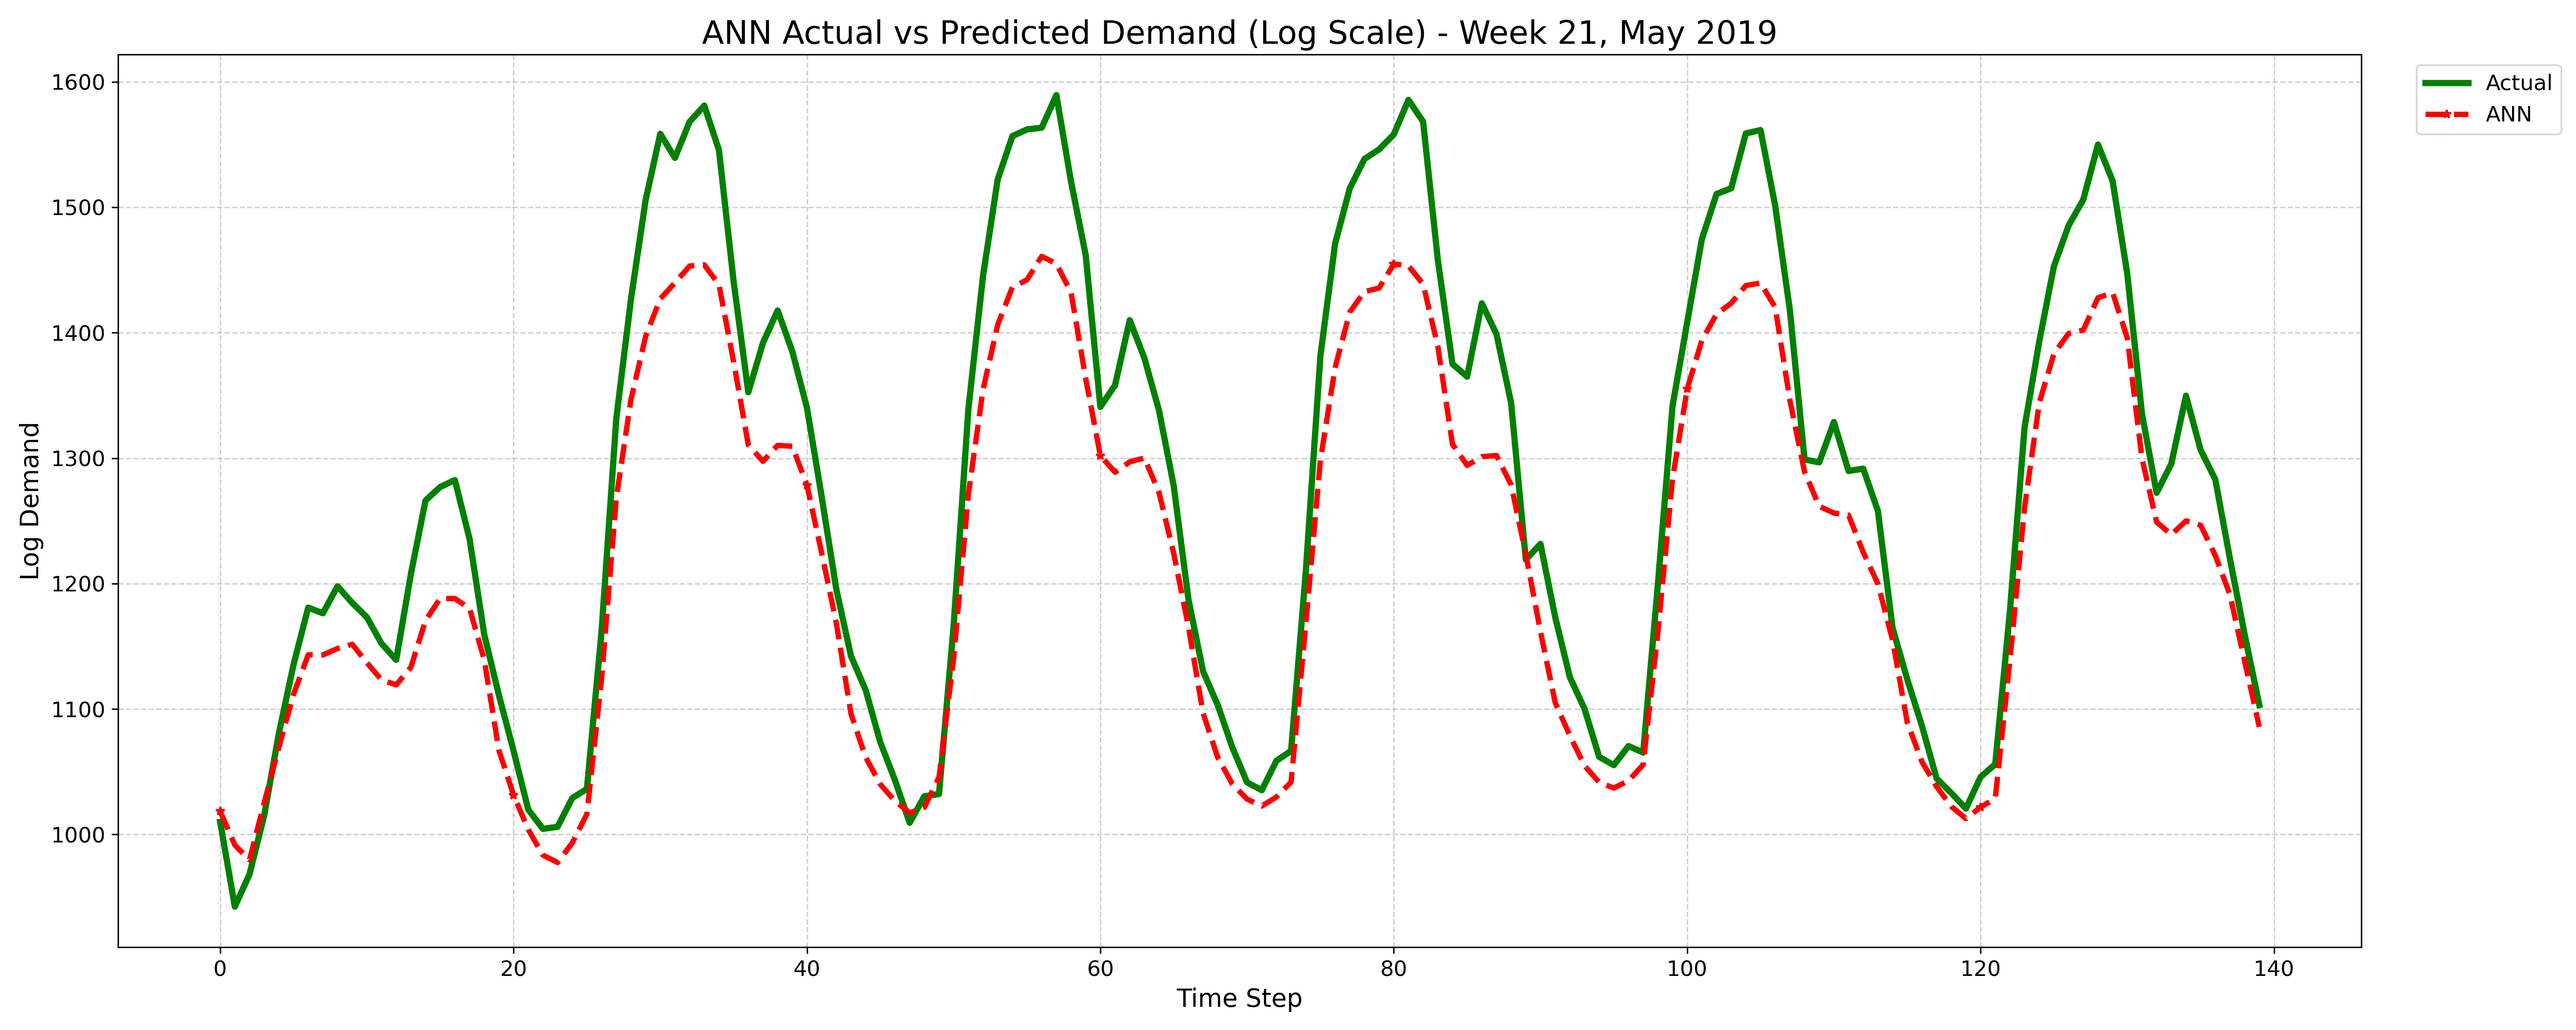 ANN Actual vs Predicted Demand (Log Scale) - Week 21, May 2019
Actual
ANN
1600
1500
1400
1300
1200
1100
1000
Log Demand
0 20 40 60 80 100 120 140
Time Step